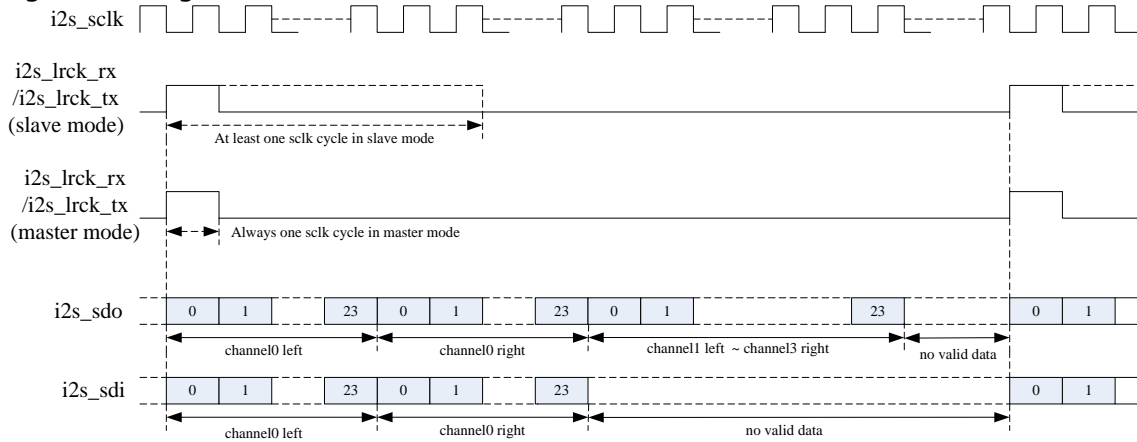 i2s_sclk
i2s_lrck_rx
/i2s_lrck_tx
(slave mode)
At least one sclk cycle in slave mode
i2s_lrck_rx
/i2s_lrck_tx
(master mode)
Always one sclk cycle in master mode
i2s_sdo
0 1 23 0 1 23 0 1 23 0 1
channel0 left channel0 right channel1 left ~ channel3 right no valid data
i2s_sdi
0 1 23 0 1 23 0 1
channel0 left channel0 right no valid data